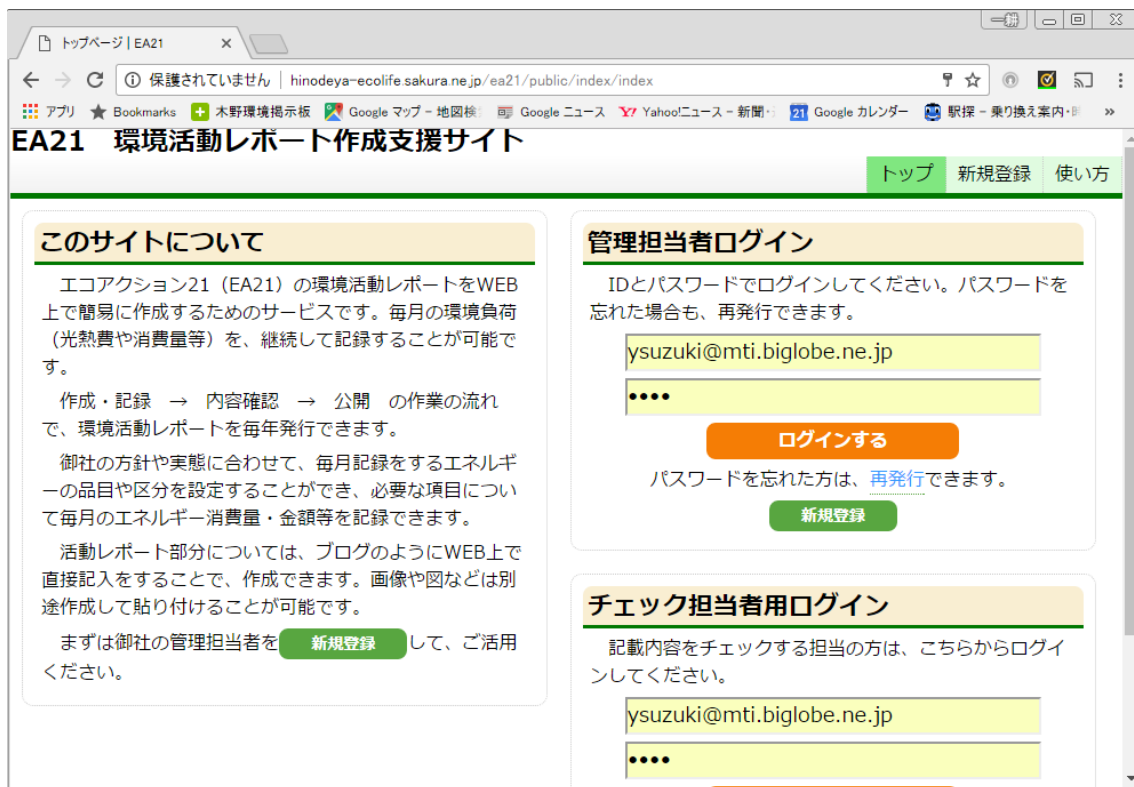 一耕
トップページ | EA21
保護されていません | hinodeya-ecolife.sakura.ne.jp/ea21/public/index/index
アプリ Bookmarks 木野環境掲示板 Google マップ - 地図検 Google ニュース Yahoo!ニュース - 新聞・ Google カレンダー 駅探 - 乗り換え案内・ »
EA21 環境活動レポート作成支援サイト
トップ 新規登録 使い方
このサイトについて
エコアクション21（EA21）の環境活動レポートをWEB
上で簡易に作成するためのサービスです。毎月の環境負荷
（光熱費や消費量等）を、継続して記録することが可能で
す。
作成・記録 → 内容確認 → 公開 の作業の流れ
で、環境活動レポートを毎年発行できます。
御社の方針や実態に合わせて、毎月記録をするエネルギ
ーの品目や区分を設定することができ、必要な項目につい
て毎月のエネルギー消費量・金額等を記録できます。
活動レポート部分については、ブログのようにWEB上で
直接記入をすることで、作成できます。画像や図などは別
途作成して貼り付けることが可能です。
まずは御社の管理担当者を 新規登録 して、ご活用
ください。
管理担当者ログイン
IDとパスワードでログインしてください。パスワードを
忘れた場合も、再発行できます。
ysuzuki@mti.biglobe.ne.jp
••••
ログインする
パスワードを忘れた方は、再発行できます。
新規登録
チェック担当者用ログイン
記載内容をチェックする担当の方は、こちらからログイ
ンしてください。
ysuzuki@mti.biglobe.ne.jp
••••